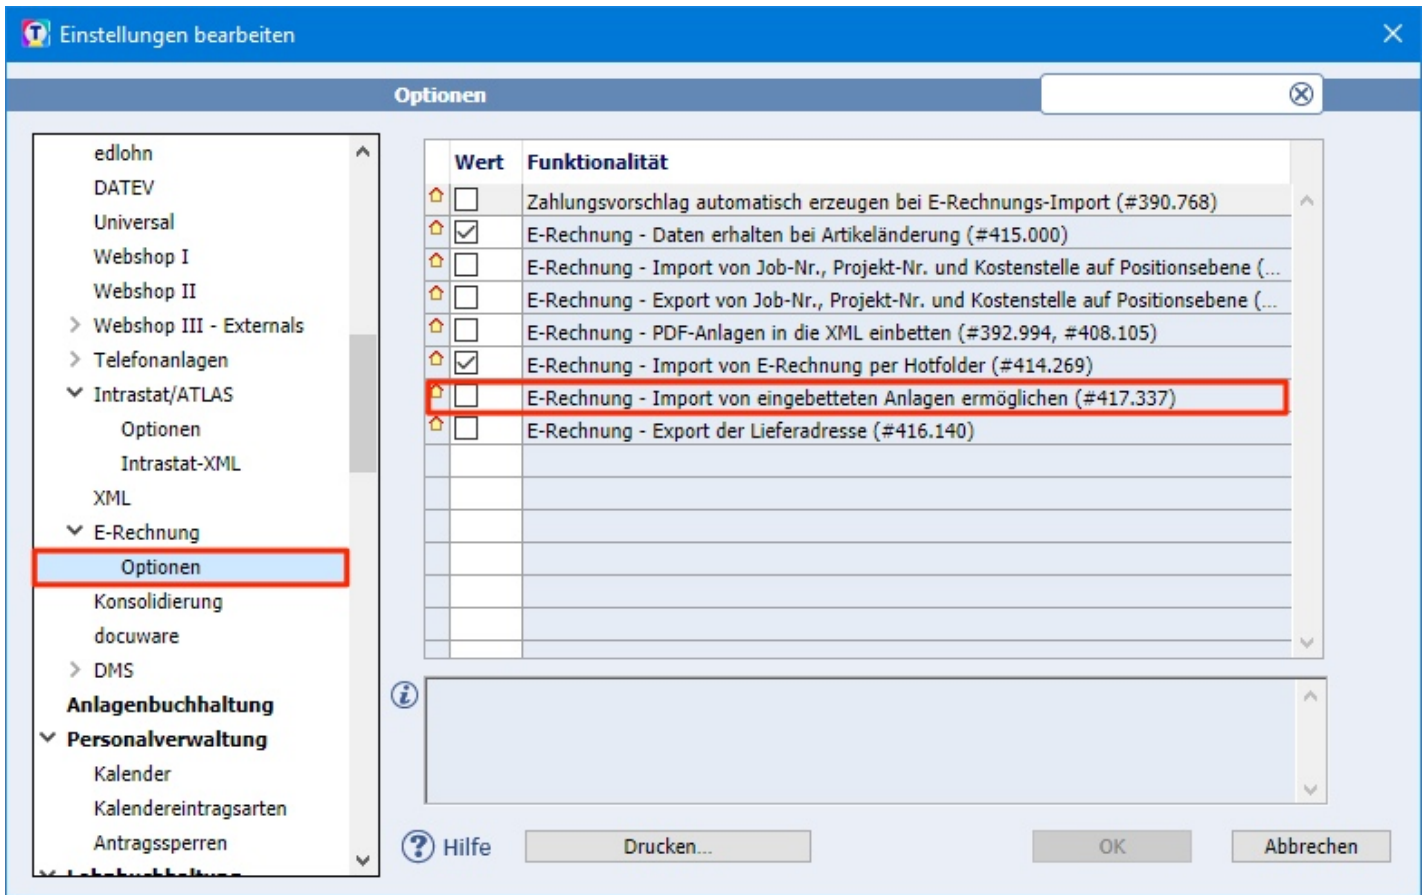 Einstellungen bearbeiten
Optionen
edlohn
DATEV
Universal
Webshop I
Webshop II
Webshop III - Externals
Telefonanlagen
Intrastat/ATLAS
Optionen
Intrastat-XML
XML
E-Rechnung
Optionen
Konsolidierung
docuware
DMS
Anlagenbuchhaltung
Personalverwaltung
Kalender
Kalendereintragsarten
Antragssperren
Wert Funktionalität
Zahlungsvorschlag automatisch erzeugen bei E-Rechnungs-Import (#390.768)
E-Rechnung - Daten erhalten bei Artikeländerung (#415.000)
E-Rechnung - Import von Job-Nr., Projekt-Nr. und Kostenstelle auf Positionsebene (...
E-Rechnung - Export von Job-Nr., Projekt-Nr. und Kostenstelle auf Positionsebene (...
E-Rechnung - PDF-Anlagen in die XML einbetten (#392.994, #408.105)
E-Rechnung - Import von E-Rechnung per Hotfolder (#414.269)
E-Rechnung - Import von eingebetteten Anlagen ermöglichen (#417.337)
E-Rechnung - Export der Lieferadresse (#416.140)
Hilfe
Drucken...
OK
Abbrechen